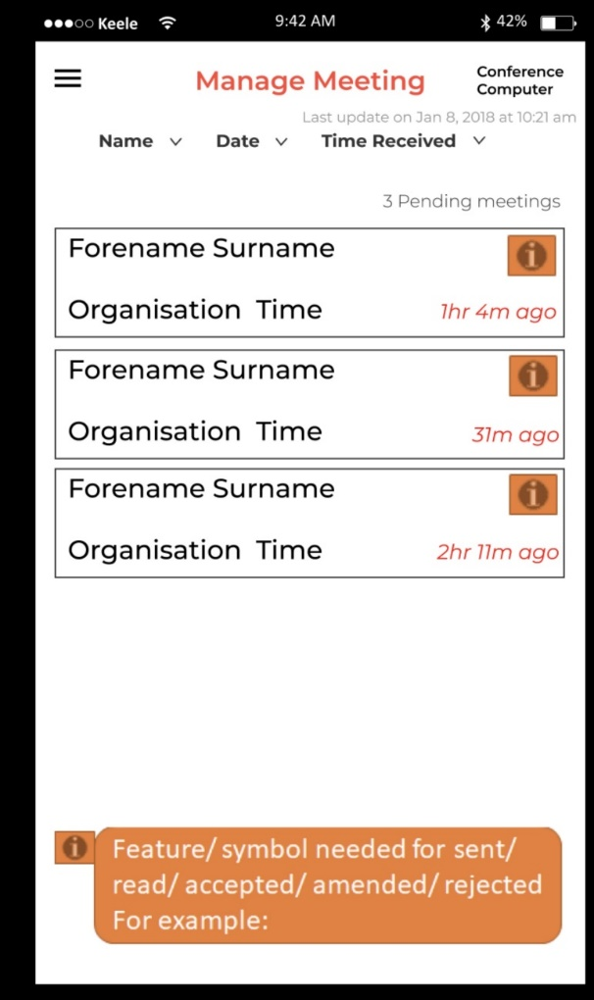 Keele 9:42 AM 42%
Manage Meeting
Conference
Computer
Last update on Jan 8, 2018 at 10:21 am
Name Date Time Received
3 Pending meetings
Forename Surname
i
Organisation Time 1hr 4m ago
Forename Surname
i
Organisation Time 31m ago
Forename Surname
i
Organisation Time 2hr 11m ago
i
Feature/ symbol needed for sent/
read/ accepted/ amended/ rejected
For example: